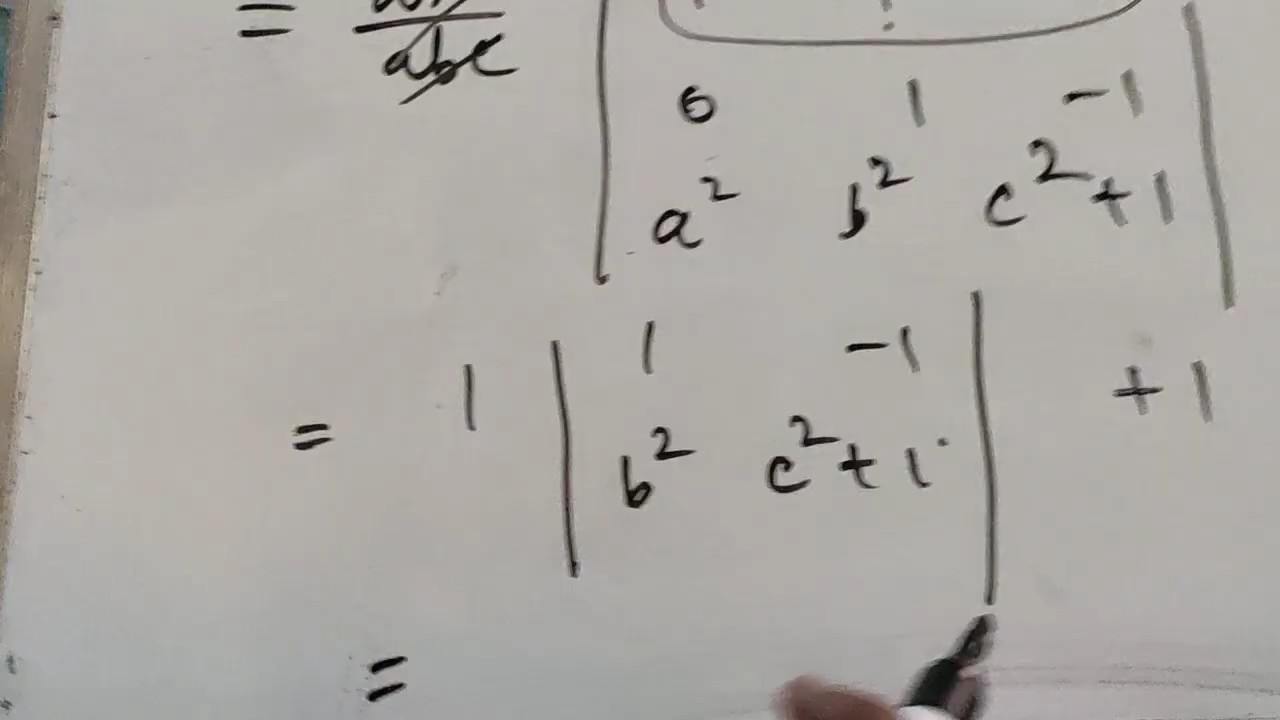 = abc
0 1 -1
a² b² c²+1
= 1 | 1 -1 | +1
b² c²+1
=